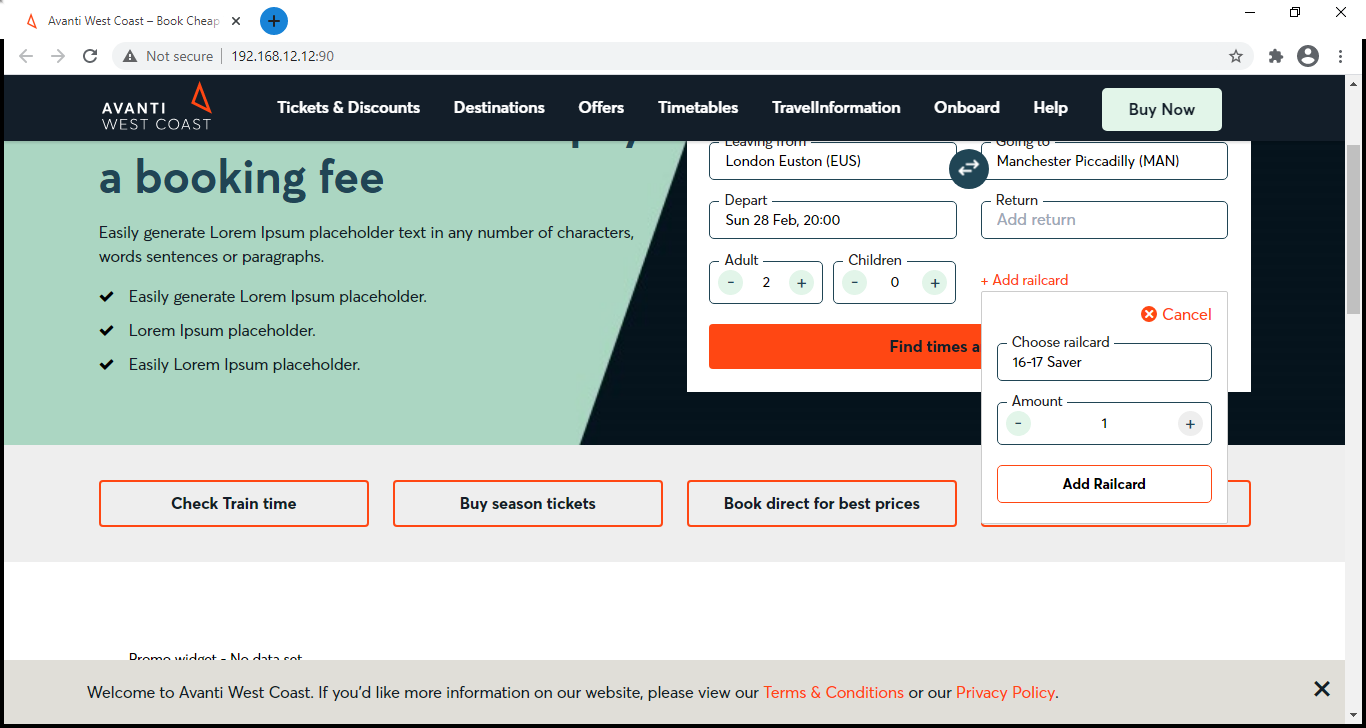 Avanti West Coast – Book Cheap
Not secure
192.168.12.12:90
AVANTI
WEST COAST
Tickets & Discounts
Destinations
Offers
Timetables
TravelInformation
Onboard
Help
Buy Now
a booking fee
Easily generate Lorem Ipsum placeholder text in any number of characters,
words sentences or paragraphs.
Easily generate Lorem Ipsum placeholder.
Lorem Ipsum placeholder.
Easily Lorem Ipsum placeholder.
Leaving from
London Euston (EUS)
Going to
Manchester Piccadilly (MAN)
Depart
Sun 28 Feb, 20:00
Return
Add return
Adult
- 2 +
Children
- 0 +
+ Add railcard
Find times a
Cancel
Choose railcard
16-17 Saver
Amount
- 1 +
Add Railcard
Check Train time
Buy season tickets
Book direct for best prices
Promo widget - No data set
Welcome to Avanti West Coast. If you'd like more information on our website, please view our Terms & Conditions or our Privacy Policy.